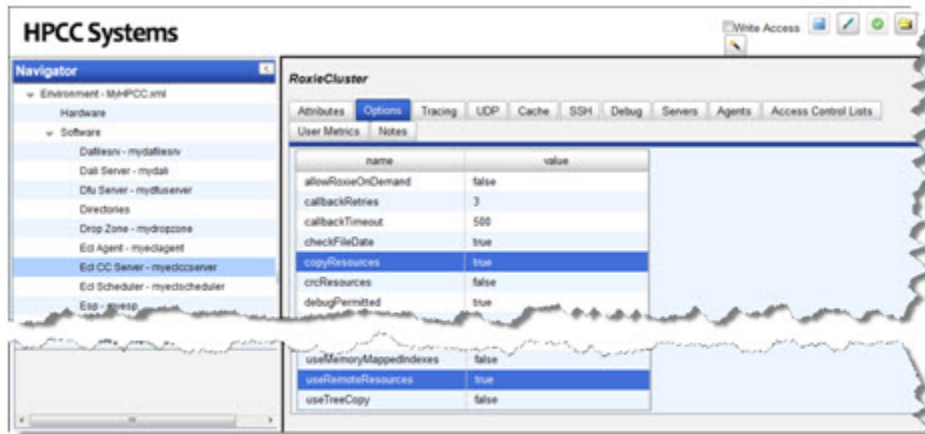 HPCC Systems
Write Access
Navigator
Environment - MyHPCC.xml
Hardware
Software
Dafilesrv - mydafilesrv
Dali Server - mydali
Dfu Server - mydfuserver
Directories
Drop Zone - mydropzone
Ecl Agent - myeclagent
Ecl CC Server - myeclccserver
Ecl Scheduler - myeclscheduler
Esp - myesp
RoxieCluster
Attributes Options Tracing UDP Cache SSH Debug Servers Agents Access Control Lists
User Metrics Notes
name value
allowRoxieOnDemand false
callbackRetries 3
callbackTimeout 500
checkFileDate true
copyResources true
crcResources false
debugPermitted true
useMemoryMappedIndexes false
useRemoteResources true
useTreeCopy false